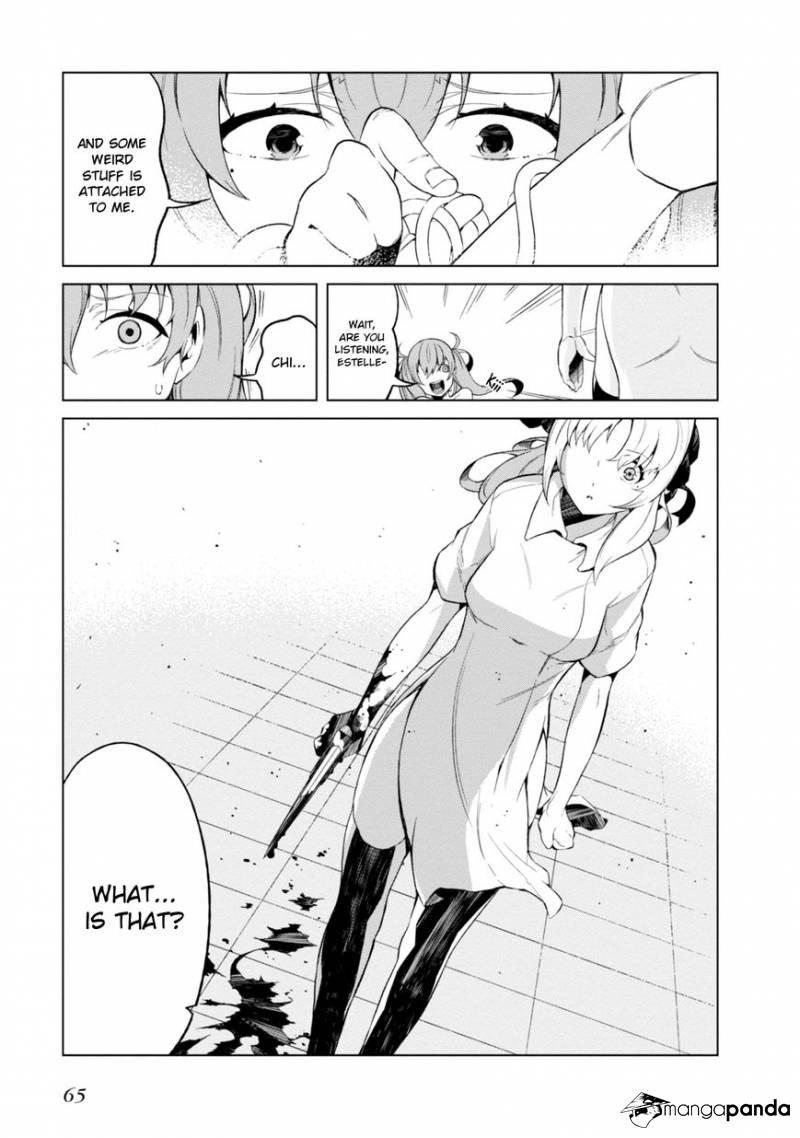 AND SOME
WEIRD
STUFF IS
ATTACHED
TO ME.
WAIT,
ARE YOU
LISTENING,
ESTELLE-
Kiii
CHI...
WHAT...
IS THAT?
65
mangapanda